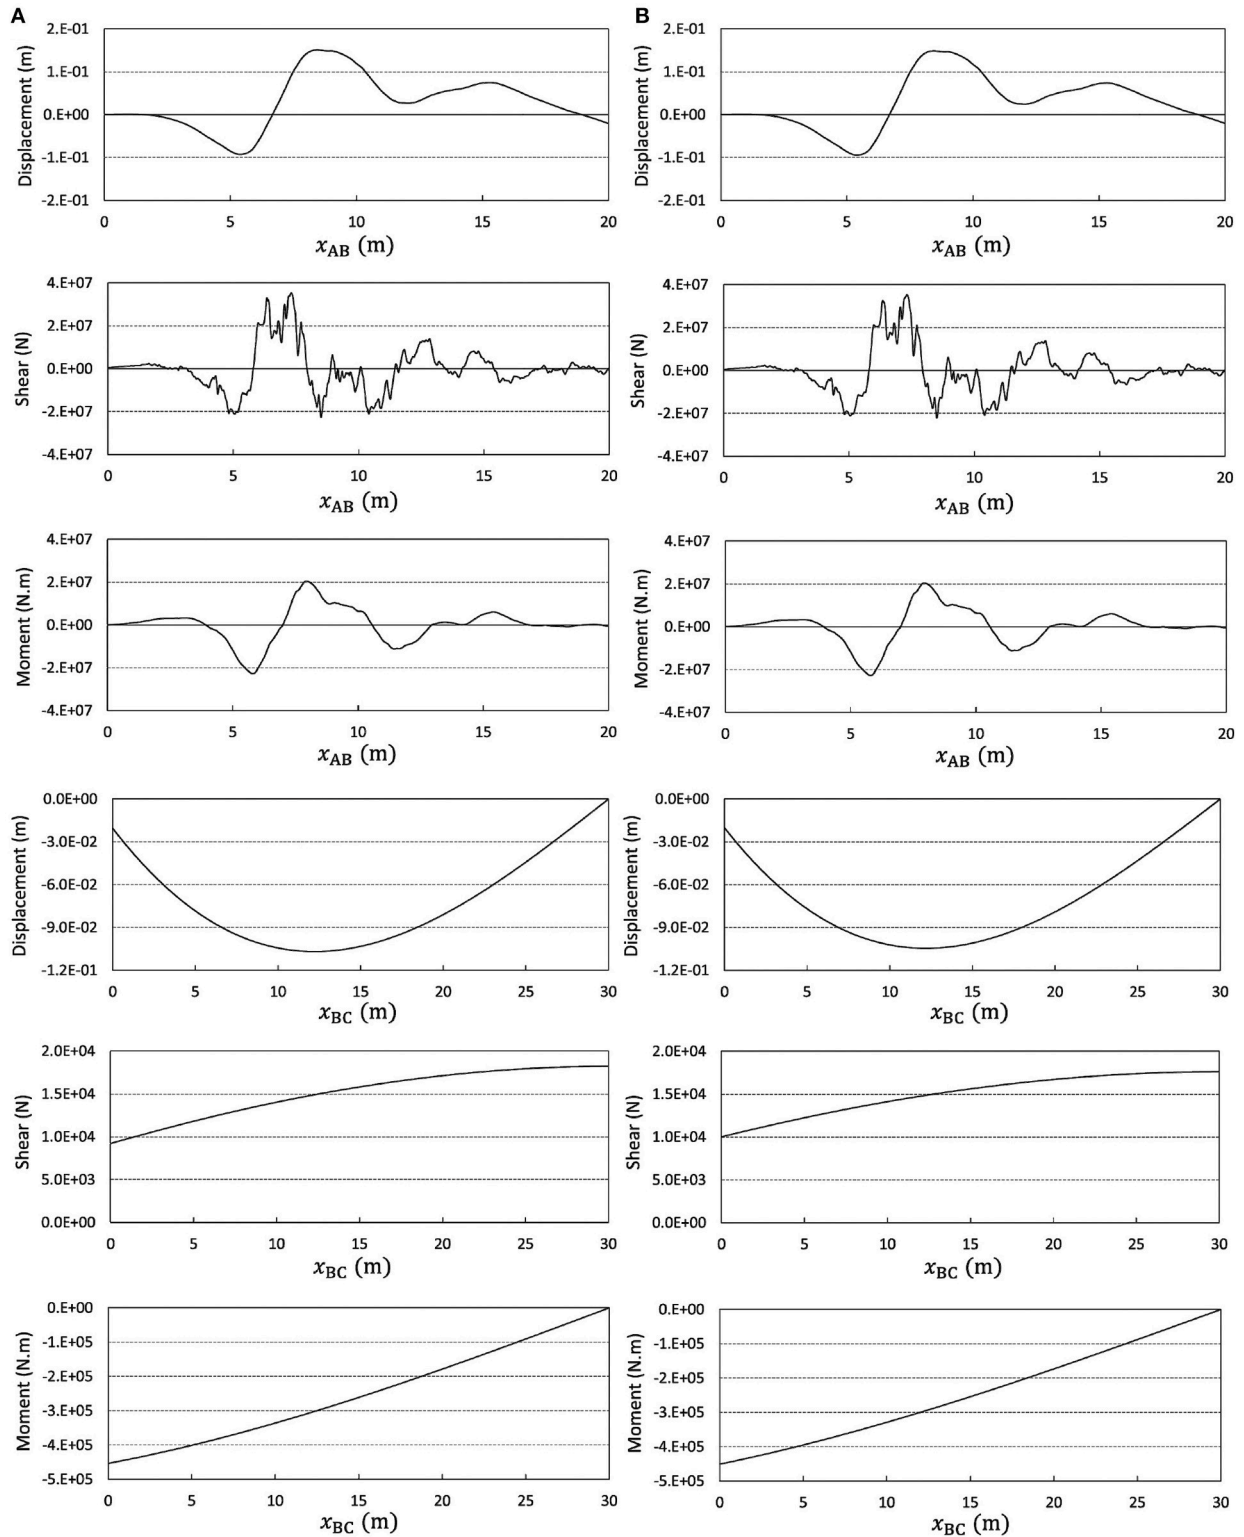 A
2.E-01
1.E-01
0.E+00
-1.E-01
-2.E-01
Displacement (m)
0 5 10 15 20
xAB (m)
4.E+07
2.E+07
0.E+00
-2.E+07
-4.E+07
Shear (N)
0 5 10 15 20
xAB (m)
4.E+07
2.E+07
0.E+00
-2.E+07
-4.E+07
Moment (N.m)
0 5 10 15 20
xAB (m)
0.0E+00
-3.0E-02
-6.0E-02
-9.0E-02
-1.2E-01
Displacement (m)
0 5 10 15 20 25 30
xBC (m)
2.0E+04
1.5E+04
1.0E+04
5.0E+03
0.0E+00
Shear (N)
0 5 10 15 20 25 30
xBC (m)
0.E+00
-1.E+05
-2.E+05
-3.E+05
-4.E+05
-5.E+05
Moment (N.m)
0 5 10 15 20 25 30
xBC (m)
B
2.E-01
1.E-01
0.E+00
-1.E-01
-2.E-01
Displacement (m)
0 5 10 15 20
xAB (m)
4.E+07
2.E+07
0.E+00
-2.E+07
-4.E+07
Shear (N)
0 5 10 15 20
xAB (m)
4.E+07
2.E+07
0.E+00
-2.E+07
-4.E+07
Moment (N.m)
0 5 10 15 20
xAB (m)
0.0E+00
-3.0E-02
-6.0E-02
-9.0E-02
-1.2E-01
Displacement (m)
0 5 10 15 20 25 30
xBC (m)
2.0E+04
1.5E+04
1.0E+04
5.0E+03
0.0E+00
Shear (N)
0 5 10 15 20 25 30
xBC (m)
0.E+00
-1.E+05
-2.E+05
-3.E+05
-4.E+05
-5.E+05
Moment (N.m)
0 5 10 15 20 25 30
xBC (m)